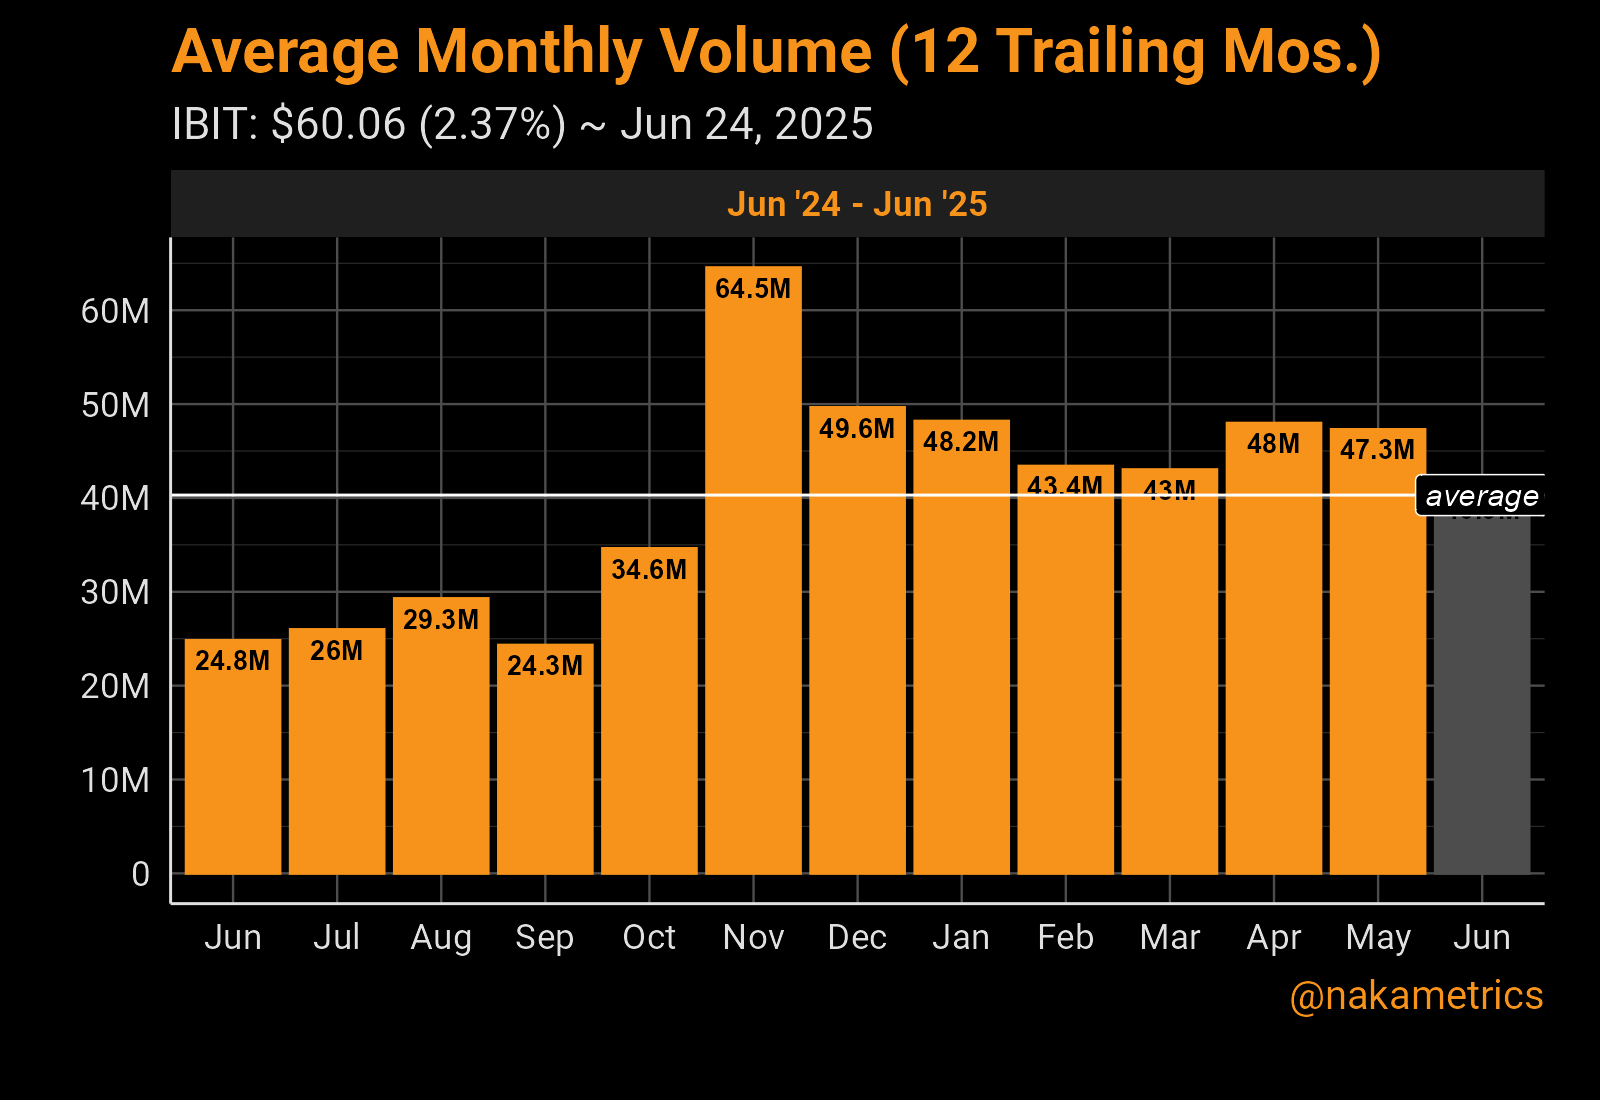 Average Monthly Volume (12 Trailing Mos.)
IBIT: $60.06 (2.37%) ~ Jun 24, 2025
Jun '24 - Jun '25
60M
50M
40M
30M
20M
10M
0
24.8M
26M
29.3M
24.3M
34.6M
64.5M
49.6M
48.2M
43.4M
43M
48M
47.3M
average
Jun Jul Aug Sep Oct Nov Dec Jan Feb Mar Apr May Jun
@nakametrics